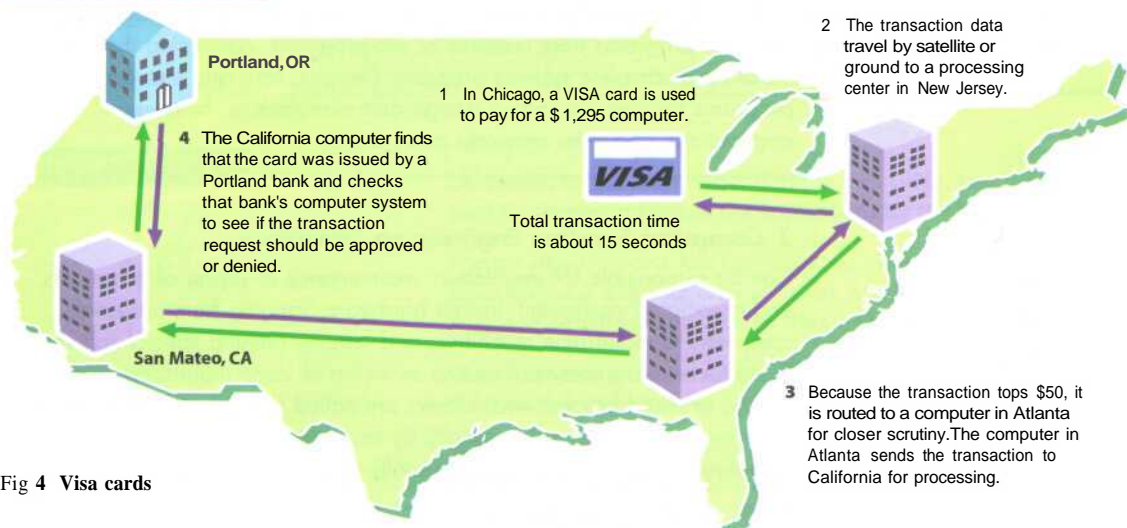 Portland, OR
1 In Chicago, a VISA card is used
to pay for a $1,295 computer.
VISA
Total transaction time
is about 15 seconds
2 The transaction data
travel by satellite or
ground to a processing
center in New Jersey.
3 Because the transaction tops $50, it
is routed to a computer in Atlanta
for closer scrutiny.The computer in
Atlanta sends the transaction to
California for processing.
4 The California computer finds
that the card was issued by a
Portland bank and checks
that bank's computer system
to see if the transaction
request should be approved
or denied.
San Mateo, CA
Fig 4 Visa cards